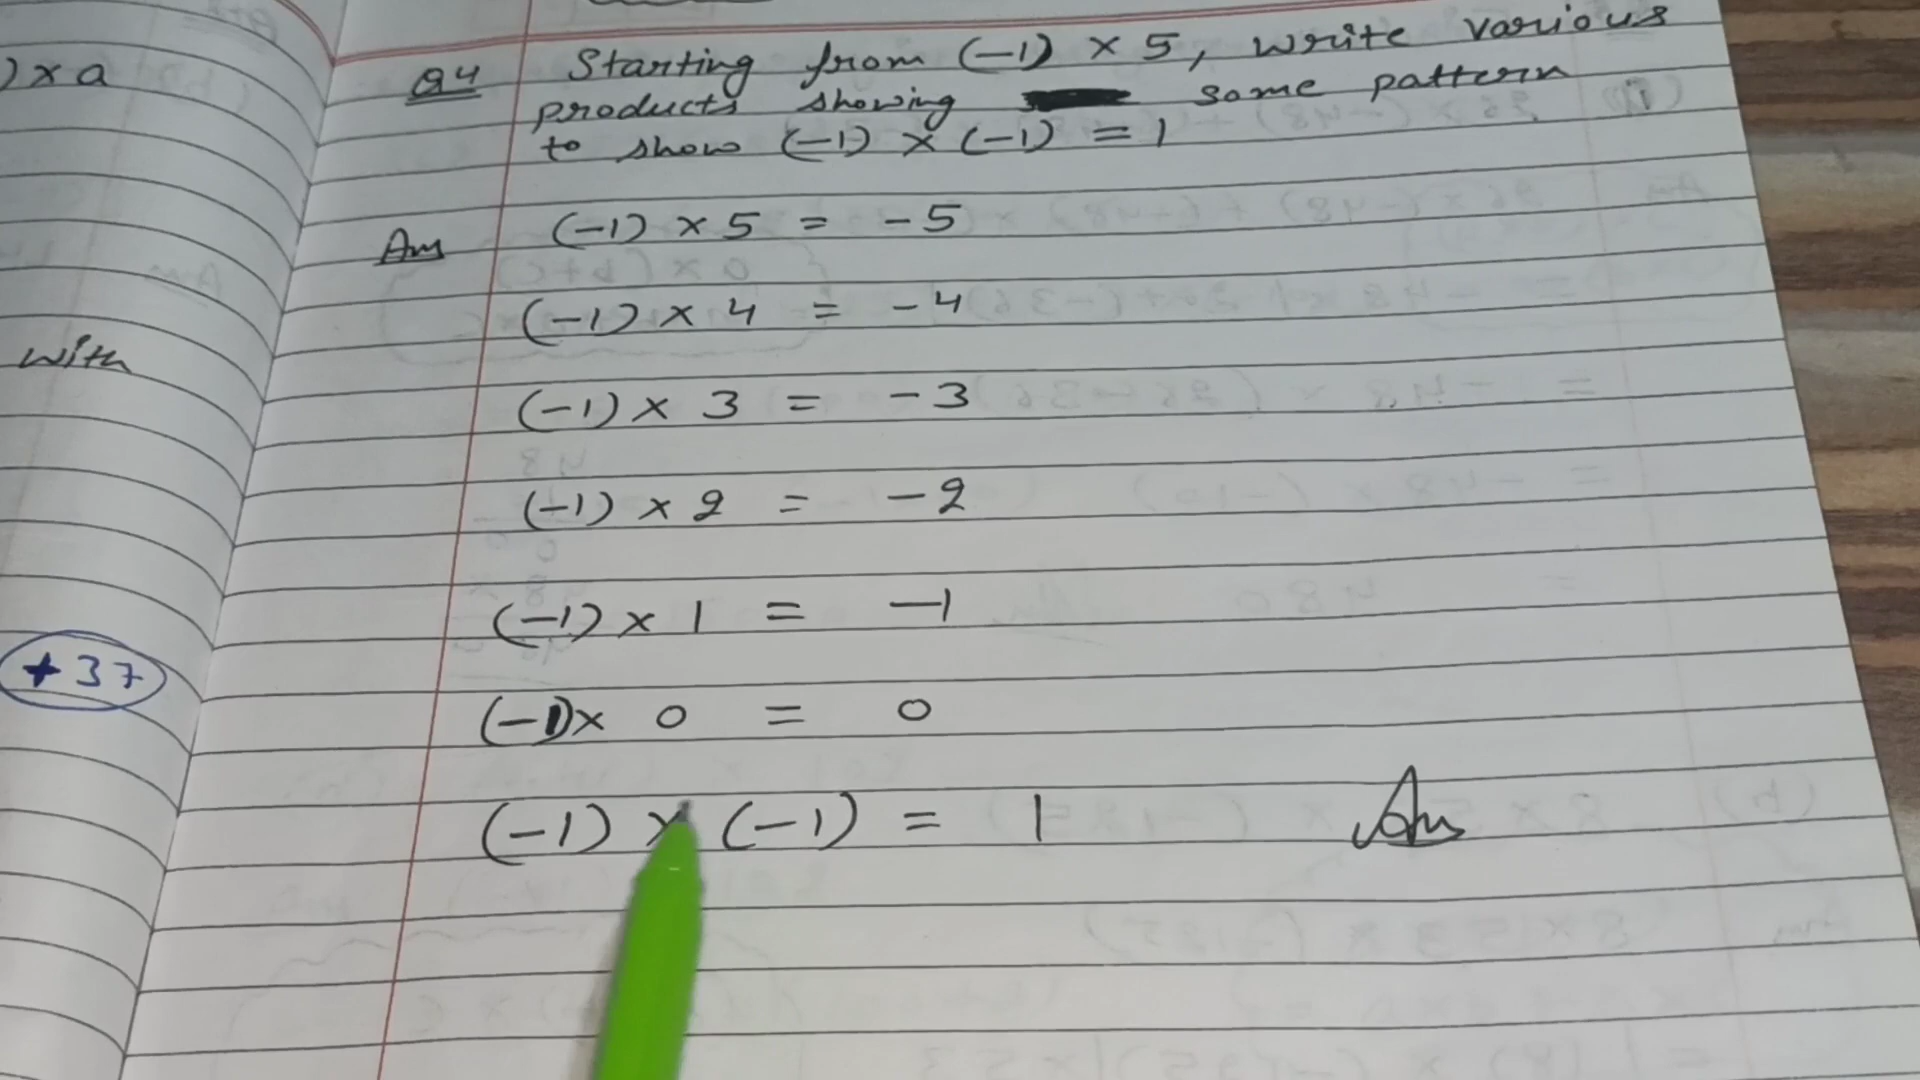 ) x a
with
+37
Q4 Starting from (-1) × 5, write various
products showing some pattern
to show (-1) × (-1) = 1
Ans (-1) × 5 = -5
(-1) × 4 = -4
(-1) × 3 = -3
(-1) × 2 = -2
(-1) × 1 = -1
(-1) × 0 = 0
(-1) × (-1) = 1 Ans